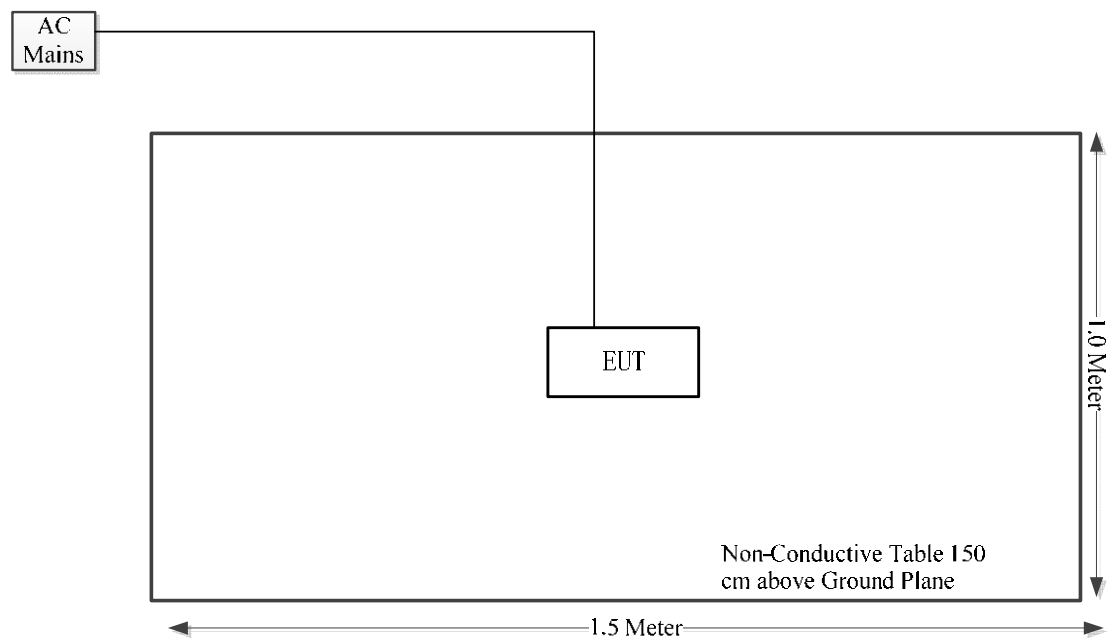 AC
Mains
EUT
1.0 Meter
Non-Conductive Table 150
cm above Ground Plane
1.5 Meter